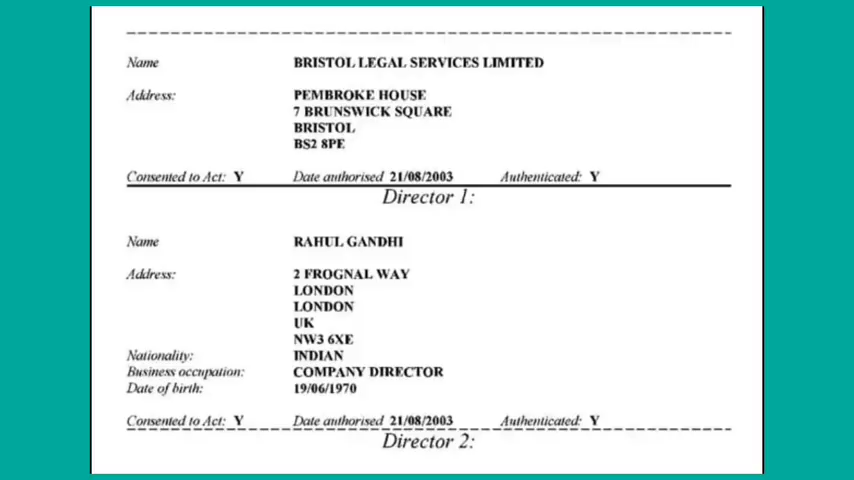 Name BRISTOL LEGAL SERVICES LIMITED
Address: PEMBROKE HOUSE
7 BRUNSWICK SQUARE
BRISTOL
BS2 8PE
Consented to Act: Y Date authorised 21/08/2003 Authenticated: Y
Director 1:
Name RAHUL GANDHI
Address: 2 FROGNAL WAY
LONDON
LONDON
UK
NW3 6XE
Nationality: INDIAN
Business occupation: COMPANY DIRECTOR
Date of birth: 19/06/1970
Consented to Act: Y Date authorised 21/08/2003 Authenticated: Y
Director 2: